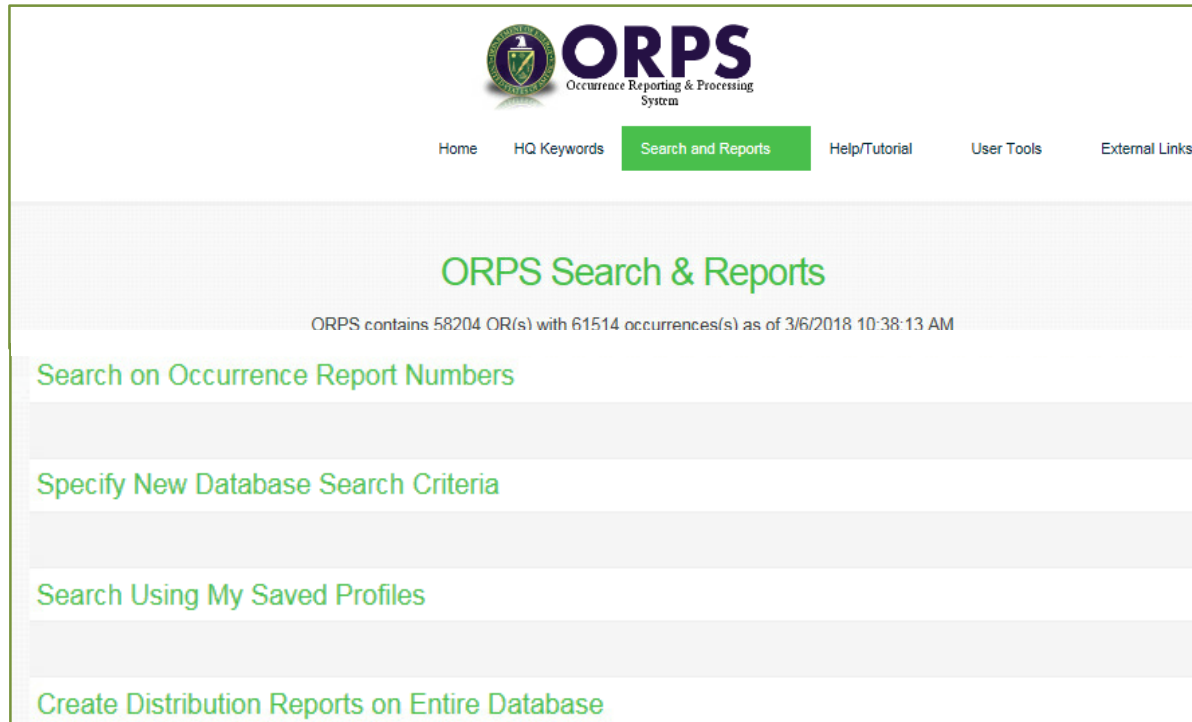 ORPS
Occurrence Reporting & Processing
System
Home HQ Keywords Search and Reports Help/Tutorial User Tools External Links
ORPS Search & Reports
ORPS contains 58204 OR(s) with 61514 occurrences(s) as of 3/6/2018 10:38:13 AM
Search on Occurrence Report Numbers
Specify New Database Search Criteria
Search Using My Saved Profiles
Create Distribution Reports on Entire Database